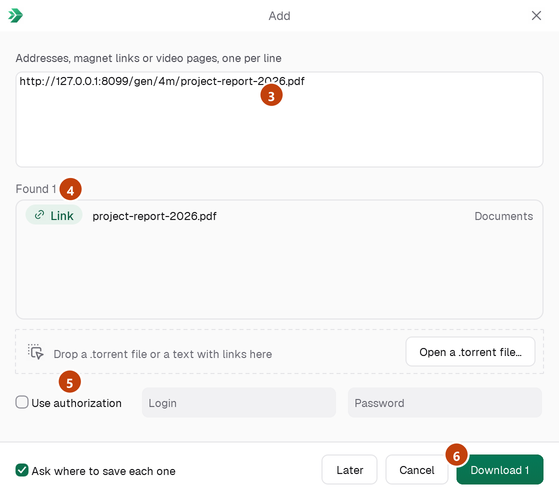 Add
Addresses, magnet links or video pages, one per line
http://127.0.0.1:8099/gen/4m/project-report-2026.pdf
3
Found 1
4
Link project-report-2026.pdf Documents
Drop a .torrent file or a text with links here
Open a .torrent file...
5
Use authorization
Login
Password
6
Ask where to save each one
Later
Cancel
Download 1